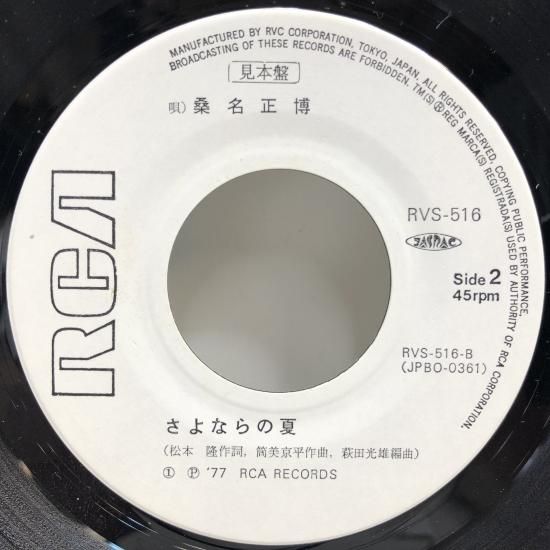 MANUFACTURED BY RVC CORPORATION, TOKYO, JAPAN. ALL RIGHTS RESERVED, COPYING PUBLIC PERFORMANCE,
BROADCASTING OF THESE RECORDS ARE FORBIDDEN. TM(S) ® REG MARCA(S) REGISTRADA(S) USED BY AUTHORITY OF RCA CORPORATION.
見本盤
唄) 桑名正博
RCA
RVS-516
JASRAC
Side 2
45rpm
RVS-516-B
(JPBO-0361)
さよならの夏
(松本 隆作詞, 筒美京平作曲, 萩田光雄編曲)
Ⓘ Ⓟ '77 RCA RECORDS